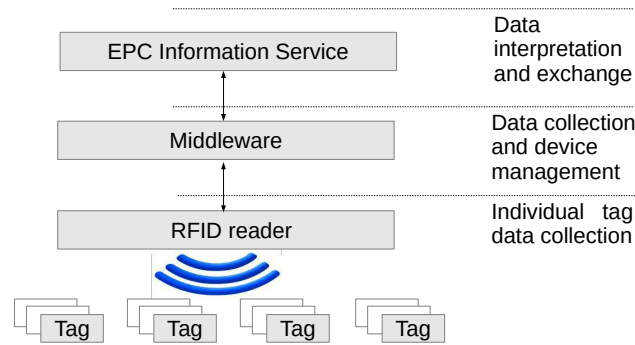 Data
interpretation
and exchange
EPC Information Service
Data collection
and device
management
Middleware
Individual tag
data collection
RFID reader
Tag
Tag
Tag
Tag